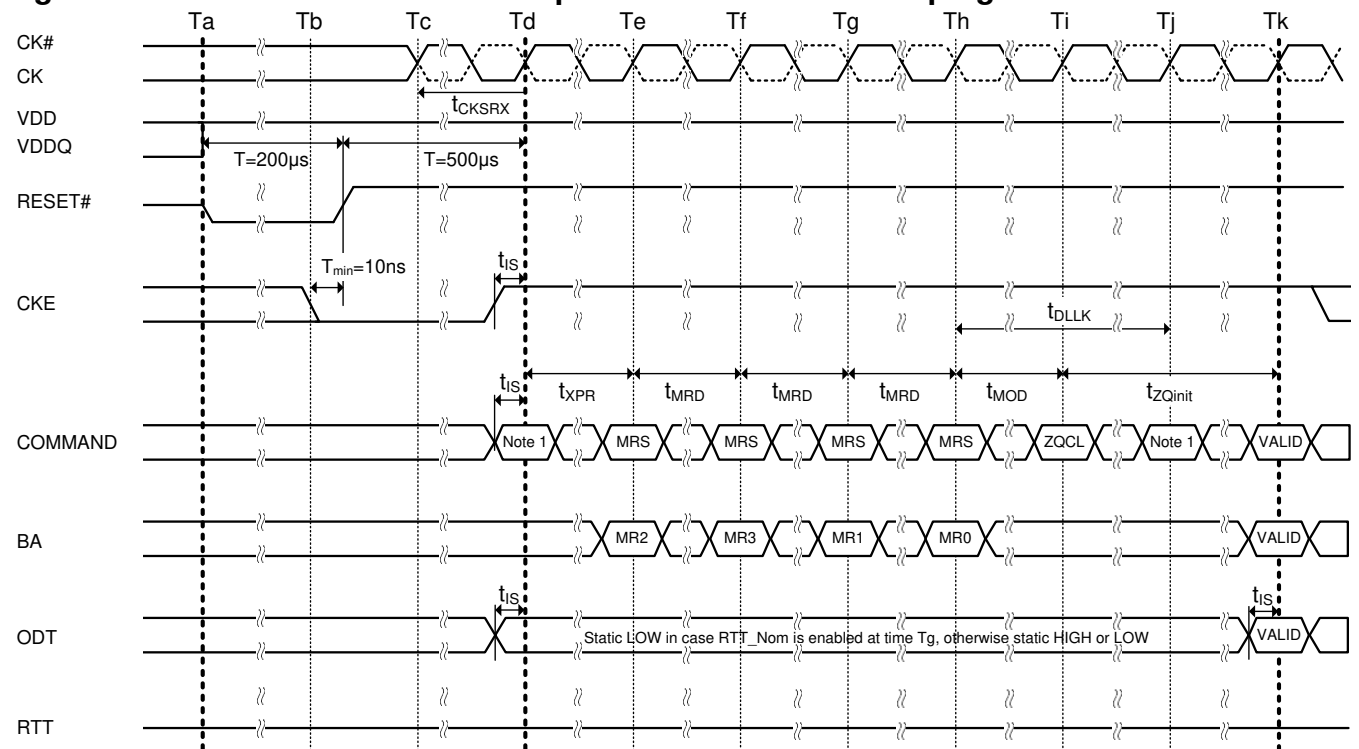 Ta Tb Tc Td Te Tf Tg Th Ti Tj Tk
CK#
CK
tCKSRX
VDD
VDDQ
T=200µs T=500µs
RESET#
Tmin=10ns tIS
CKE
tDLLK
tIS tXPR tMRD tMRD tMRD tMOD tZQinit
COMMAND Note 1 MRS MRS MRS MRS ZQCL Note 1 VALID
BA MR2 MR3 MR1 MR0 VALID
tIS tIS
ODT Static LOW in case RTT_Nom is enabled at time Tg, otherwise static HIGH or LOW VALID
RTT